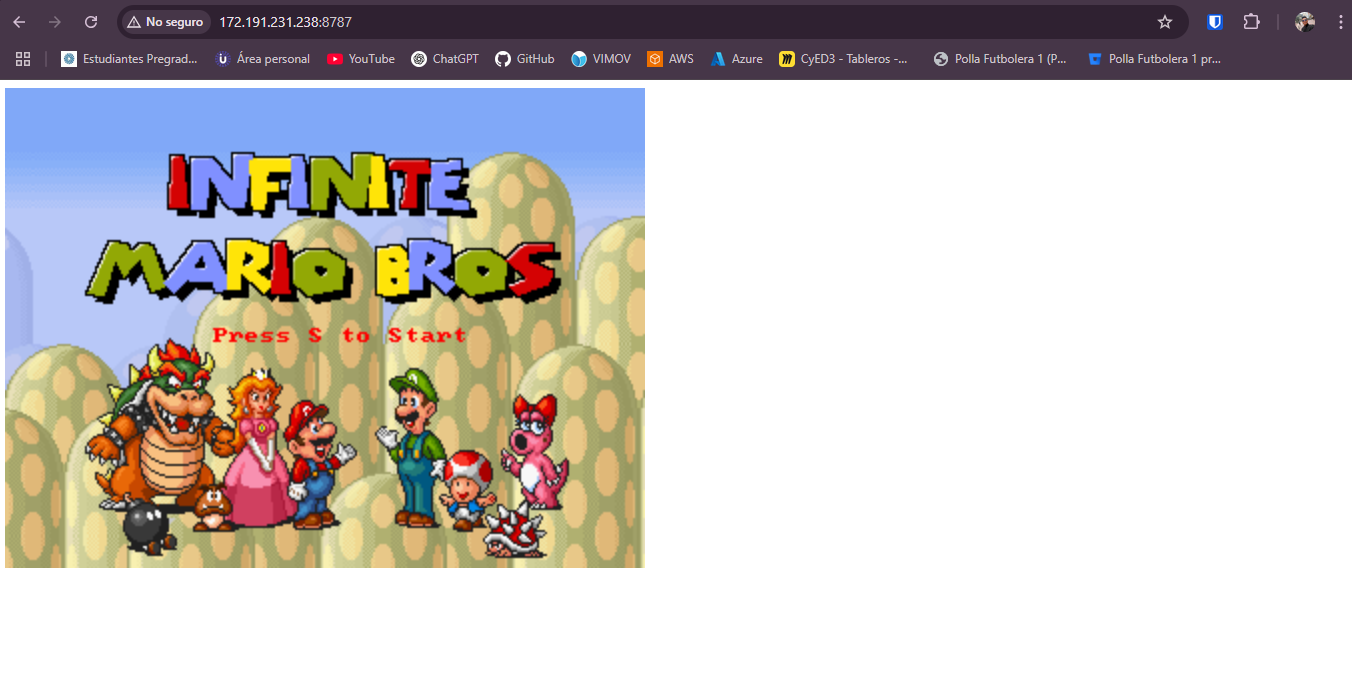 No seguro
172.191.231.238:8787
Estudiantes Pregrad...
Área personal
YouTube
ChatGPT
GitHub
VIMOV
AWS
Azure
CyED3 - Tableros -...
Polla Futbolera 1 (P...
Polla Futbolera 1 pr...
INFINITE
MARIO BROS
Press S to Start